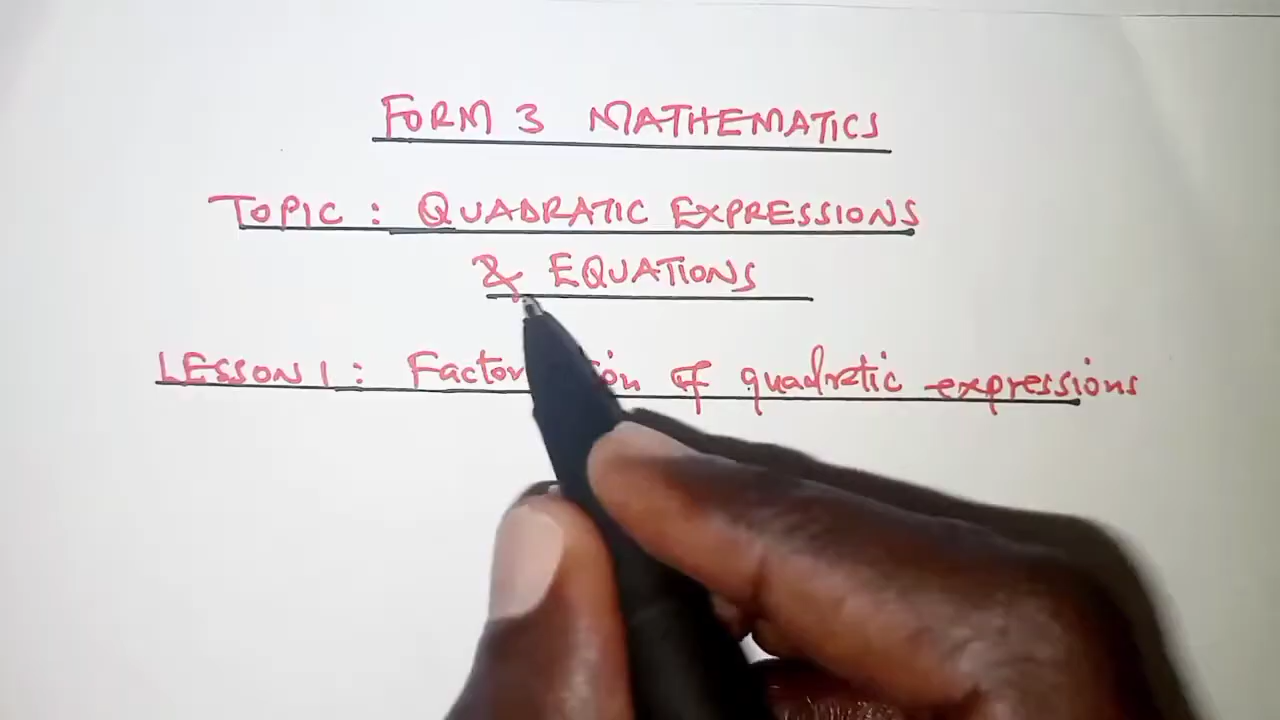 FORM 3 MATHEMATICS
TOPIC : QUADRATIC EXPRESSIONS
& EQUATIONS
LESSON 1 : of quadratic expressions